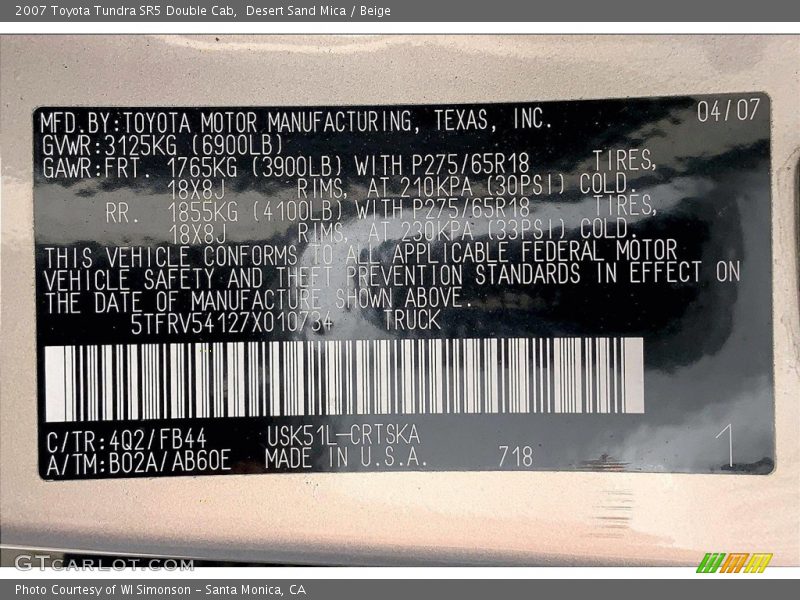 2007 Toyota Tundra SR5 Double Cab,  Desert Sand Mica / Beige
04/07
MFD.BY:TOYOTA MOTOR MANUFACTURING, TEXAS, INC.
GVWR:3125KG (6900LB)
GAWR:FRT. 1765KG (3900LB) WITH P275/65R18 TIRES,
18X8J RIMS, AT 210KPA (30PSI) COLD.
RR. 1855KG (4100LB) WITH P275/65R18 TIRES,
18X8J RIMS, AT 230KPA (33PSI) COLD.
THIS VEHICLE CONFORMS TO ALL APPLICABLE FEDERAL MOTOR
VEHICLE SAFETY AND THEFT PREVENTION STANDARDS IN EFFECT ON
THE DATE OF MANUFACTURE SHOWN ABOVE.
5TFRV54127X010734 TRUCK
C/TR:4Q2/FB44 USK51L-CRTSKA
A/TM:B02A/AB60E MADE IN U.S.A. 718 1
GTCARLOT.COM
Photo Courtesy of WI Simonson - Santa Monica, CA